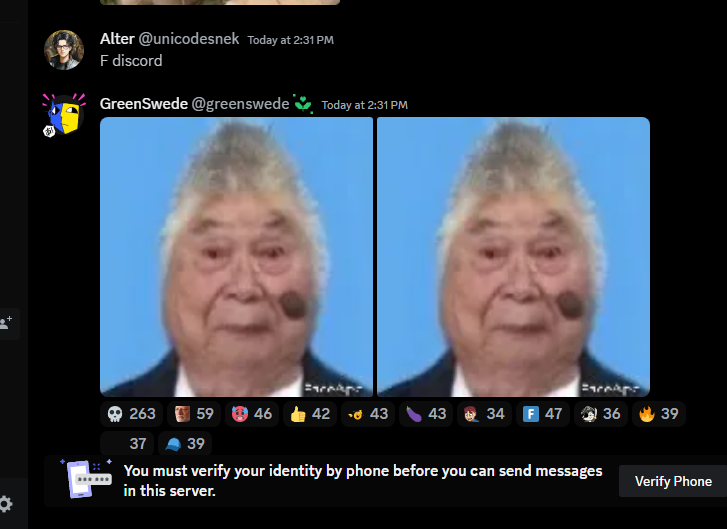 Alter @unicodesnek Today at 2:31 PM
F discord
GreenSwede @greenswede Today at 2:31 PM
FaceApp FaceApp
263 59 46 42 43 43 34 F 47 36 39
37 39
You must verify your identity by phone before you can send messages
in this server.
Verify Phone